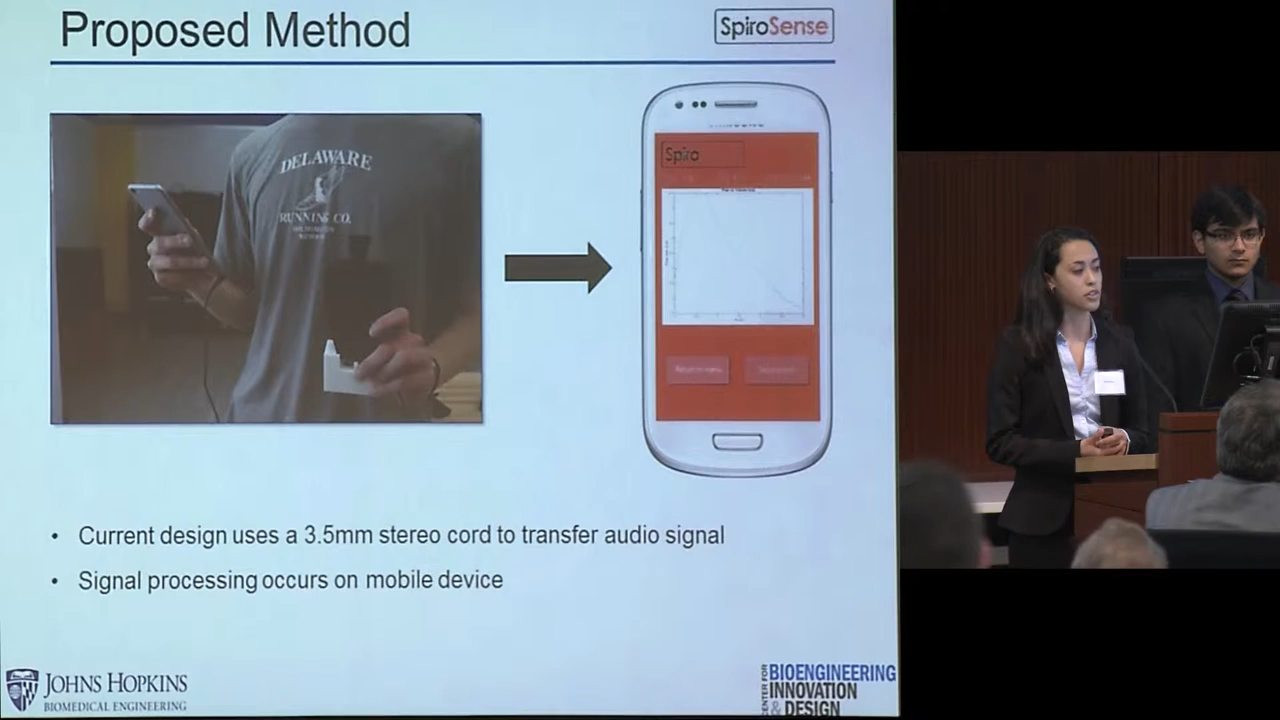 Proposed Method
SpiroSense
DELAWARE
RUNNING CO.
Spiro
Current design uses a 3.5mm stereo cord to transfer audio signal
Signal processing occurs on mobile device
JOHNS HOPKINS
BIOMEDICAL ENGINEERING
CENTER FOR
BIOENGINEERING
INNOVATION
& DESIGN